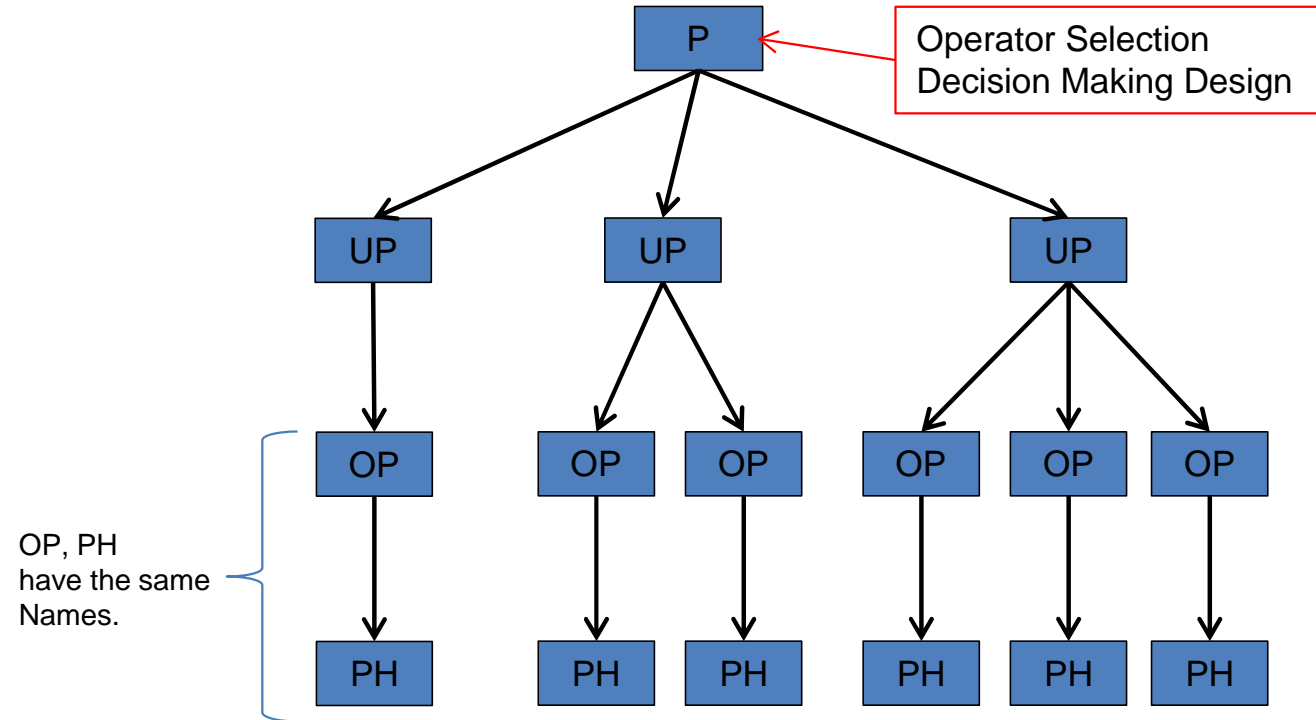 P
Operator Selection
Decision Making Design
UP
UP
UP
OP
OP
OP
OP
OP
OP
OP, PH
have the same
Names.
PH
PH
PH
PH
PH
PH